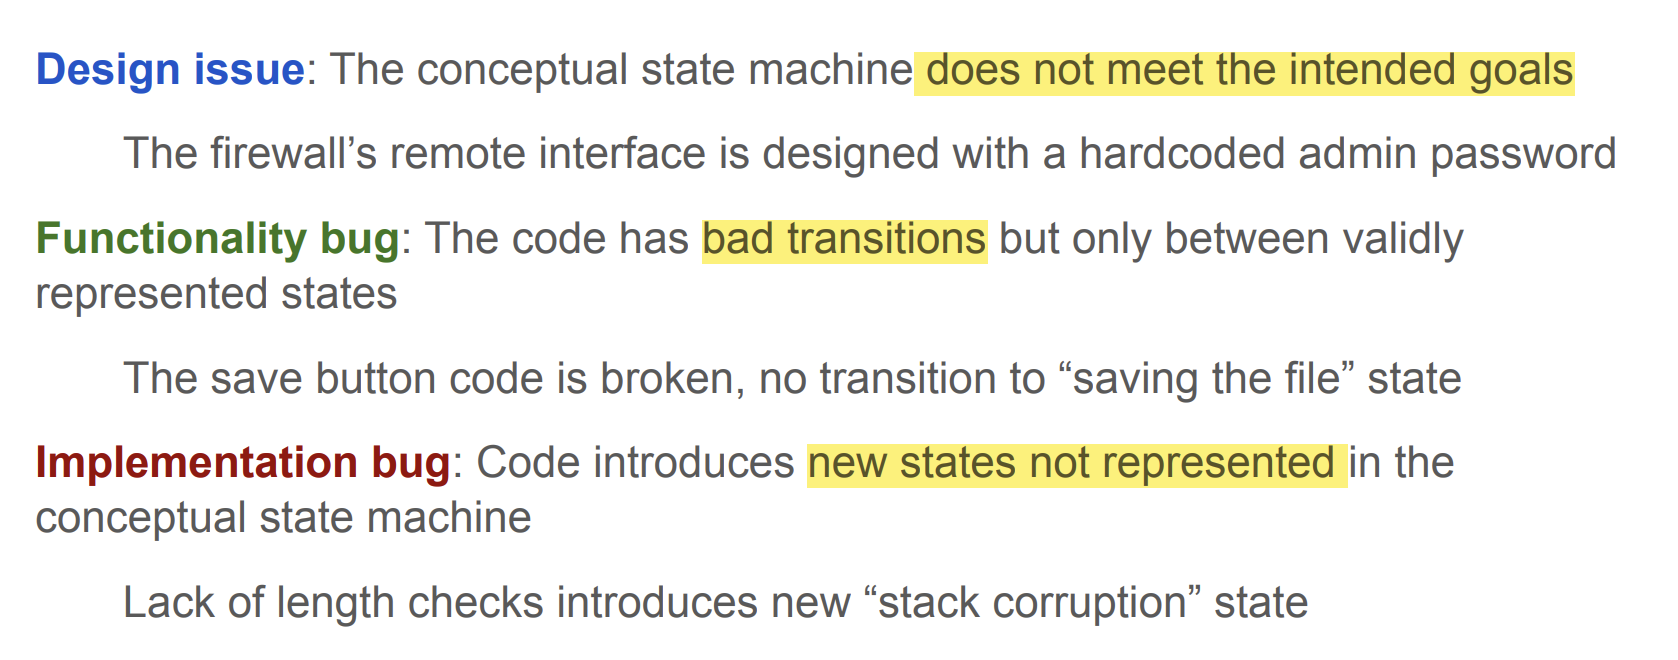 Design issue: The conceptual state machine does not meet the intended goals
The firewall’s remote interface is designed with a hardcoded admin password
Functionality bug: The code has bad transitions but only between validly
represented states
The save button code is broken, no transition to “saving the file” state
Implementation bug: Code introduces new states not represented in the
conceptual state machine
Lack of length checks introduces new “stack corruption” state